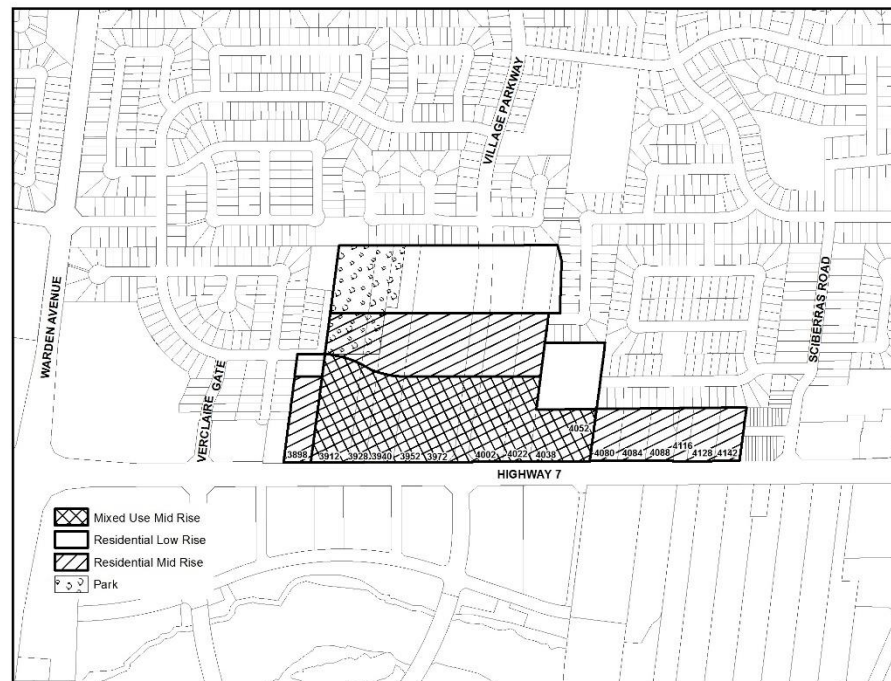 VILLAGE PARKWAY
WARDEN AVENUE
SCIBERRAS ROAD
VERCLAIRE GATE
4052
4116
3898 3912 3928 3940 3952 3972 4002 4022 4038 4080 4084 4088 4128 4142
HIGHWAY 7
Mixed Use Mid Rise
Residential Low Rise
Residential Mid Rise
Park